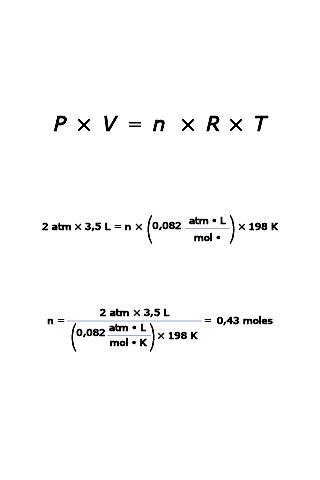 P × V = n × R × T
2 atm × 3,5 L = n × (0,082 atm • L / mol •) × 198 K
n = 2 atm × 3,5 L / (0,082 atm • L / mol • K) × 198 K = 0,43 moles